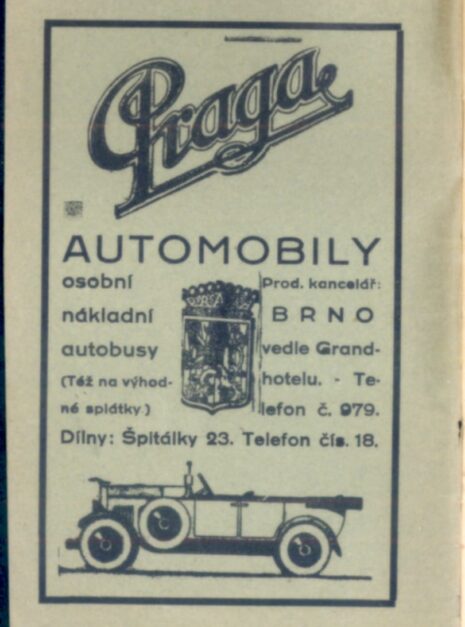 Praga
AUTOMOBILY
osobní
nákladní
autobusy
(Též na výhod-
né splátky)
Prod. kancelář:
BRNO
vedle Grand-
hotelu. - Te-
lefon č. 979.
Dílny: Špitálky 23. Telefon čís. 18.